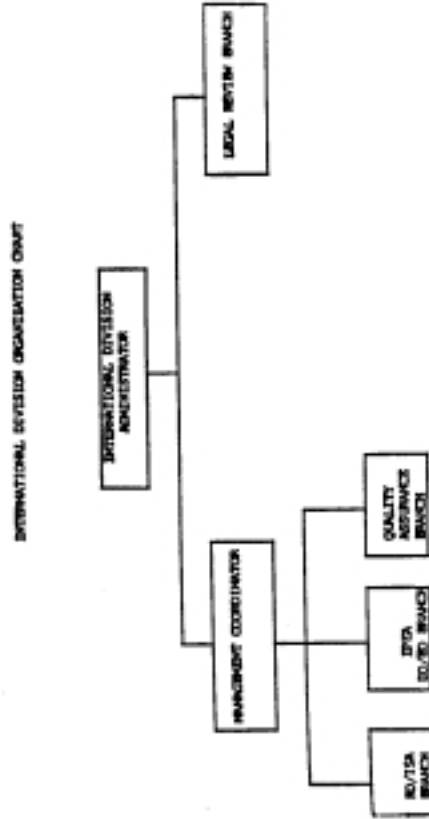 INTERNATIONAL DIVISION ORGANIZATION CHART
INTERNATIONAL DIVISION
ADMINISTRATOR
MANAGEMENT COORDINATOR
LEGAL REVIEW BRANCH
BRANCH
BRANCH
QUALITY
ASSURANCE
BRANCH